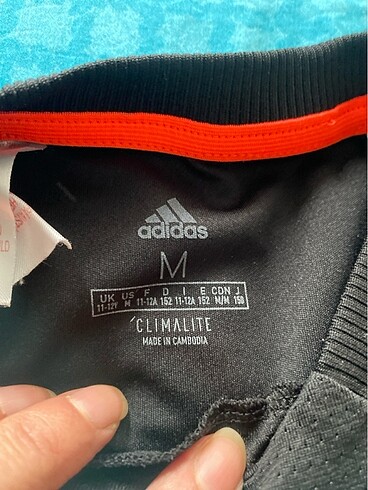 adidas
M
UK US F D I E CDN J
11-12Y M 11-12A 152 11-12A 152 M/M 150
CLIMALITE
MADE IN CAMBODIA